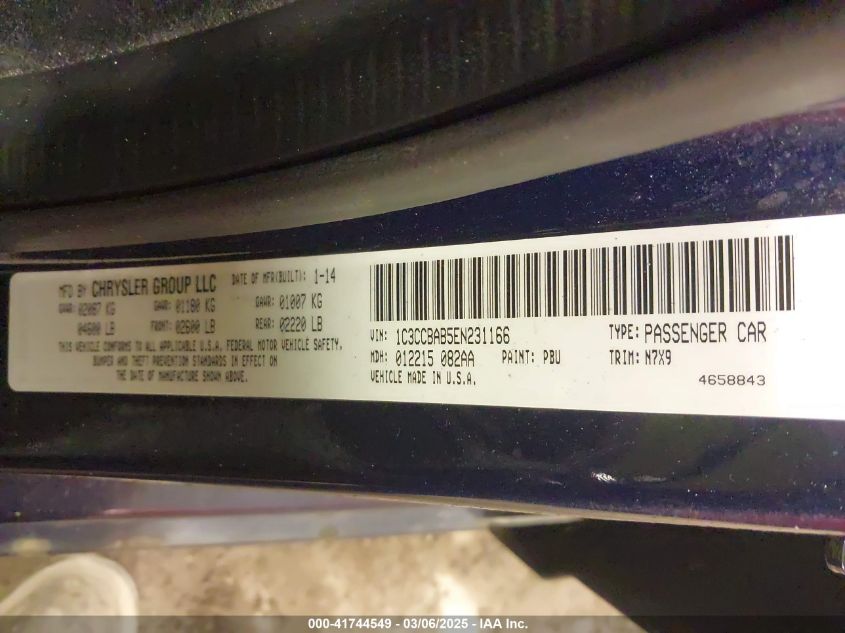 MFD BY CHRYSLER GROUP LLC DATE OF MFR(BUILT): 1-14
GVWR: 02087 KG GAWR: 01180 KG GAWR: 01007 KG
04600 LB FRONT: 02600 LB REAR: 02220 LB
THIS VEHICLE CONFORMS TO ALL APPLICABLE U.S.A. FEDERAL MOTOR VEHICLE SAFETY,
BUMPER AND THEFT PREVENTION STANDARDS IN EFFECT ON
THE DATE OF MANUFACTURE SHOWN ABOVE.
VIN: 1C3CCBAB5EN231166 TYPE: PASSENGER CAR
MDH: 012215 082AA PAINT: PBU TRIM: N7X9
VEHICLE MADE IN U.S.A. 4658843
000-41744549 - 03/06/2025 - IAA Inc.